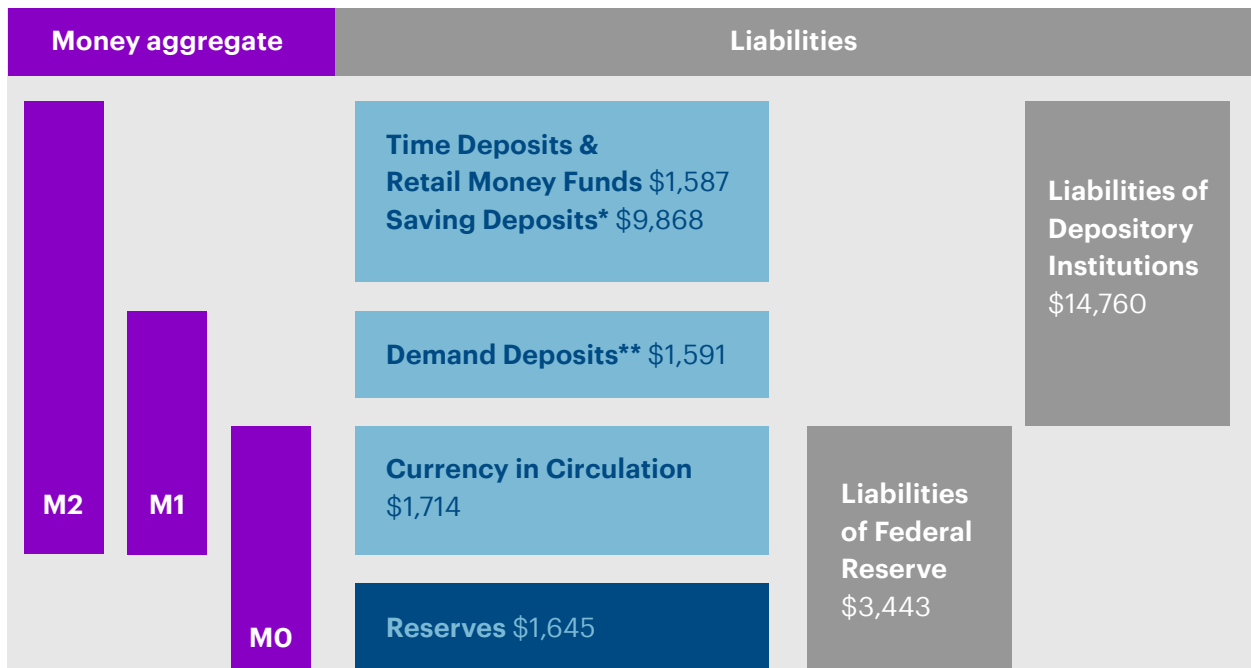 Money aggregate
Liabilities
Time Deposits &
Retail Money Funds $1,587
Saving Deposits* $9,868
Liabilities of
Depository
Institutions
$14,760
Demand Deposits** $1,591
Currency in Circulation
$1,714
M2
M1
Liabilities
of Federal
Reserve
$3,443
Reserves $1,645
M0